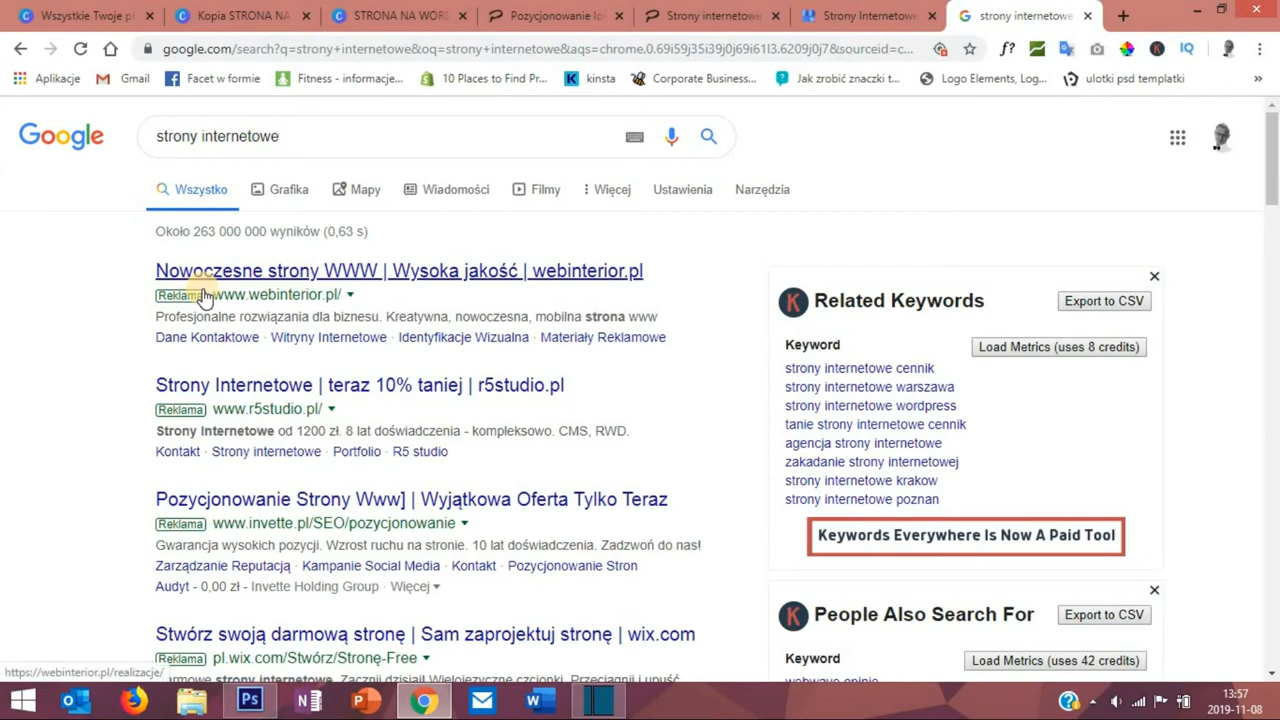 Wszystkie Twoje p
Kopia STRONA NA
STRONA NA WOR
Pozycjonowanie lo
Strony internetowe
Strony Internetowe
strony internetowe
google.com/search?q=strony+internetowe&oq=strony+internetowe&aqs=chrome.0.69i59j35i39j0j69i61l3.6209j0j7&sourceid=c...
Aplikacje
Gmail
Facet w formie
Fitness - informacje...
10 Places to Find Pr...
kinsta
Corporate Business...
Jak zrobić znaczki t...
Logo Elements, Log...
ulotki psd templatki
Google
strony internetowe
Wszystko
Grafika
Mapy
Wiadomości
Filmy
Więcej
Ustawienia
Narzędzia
Około 263 000 000 wyników (0,63 s)
Nowoczesne strony WWW | Wysoka jakość | webinterior.pl
Reklama www.webinterior.pl/
Profesjonalne rozwiązania dla biznesu. Kreatywna, nowoczesna, mobilna strona www
Dane Kontaktowe · Witryny Internetowe · Identyfikacje Wizualna · Materiały Reklamowe
Strony Internetowe | teraz 10% taniej | r5studio.pl
Reklama www.r5studio.pl/
Strony Internetowe od 1200 zł. 8 lat doświadczenia - kompleksowo. CMS, RWD.
Kontakt · Strony internetowe · Portfolio · R5 studio
Pozycjonowanie Strony Www] | Wyjątkowa Oferta Tylko Teraz
Reklama www.invette.pl/SEO/pozycjonowanie
Gwarancja wysokich pozycji. Wzrost ruchu na stronie. 10 lat doświadczenia. Zadzwoń do nas!
Zarządzanie Reputacją · Kampanie Social Media · Kontakt · Pozycjonowanie Stron
Audyt - 0,00 zł - Invette Holding Group · Więcej
Stwórz swoją darmową stronę | Sam zaprojektuj stronę | wix.com
Reklama pl.wix.com/Stwórz/Stronę-Free
Darmowe strony internetowe. Zacznij dzisiaj! Wielojęzyczne czcionki. Przeciągnij i upuść.
Related Keywords
Export to CSV
Keyword
Load Metrics (uses 8 credits)
strony internetowe cennik
strony internetowe warszawa
strony internetowe wordpress
tanie strony internetowe cennik
agencja strony internetowe
zakadanie strony internetowej
strony internetowe krakow
strony internetowe poznan
Keywords Everywhere Is Now A Paid Tool
People Also Search For
Export to CSV
Keyword
Load Metrics (uses 42 credits)
webwave opinie
https://webinterior.pl/realizacje/
13:57
2019-11-08